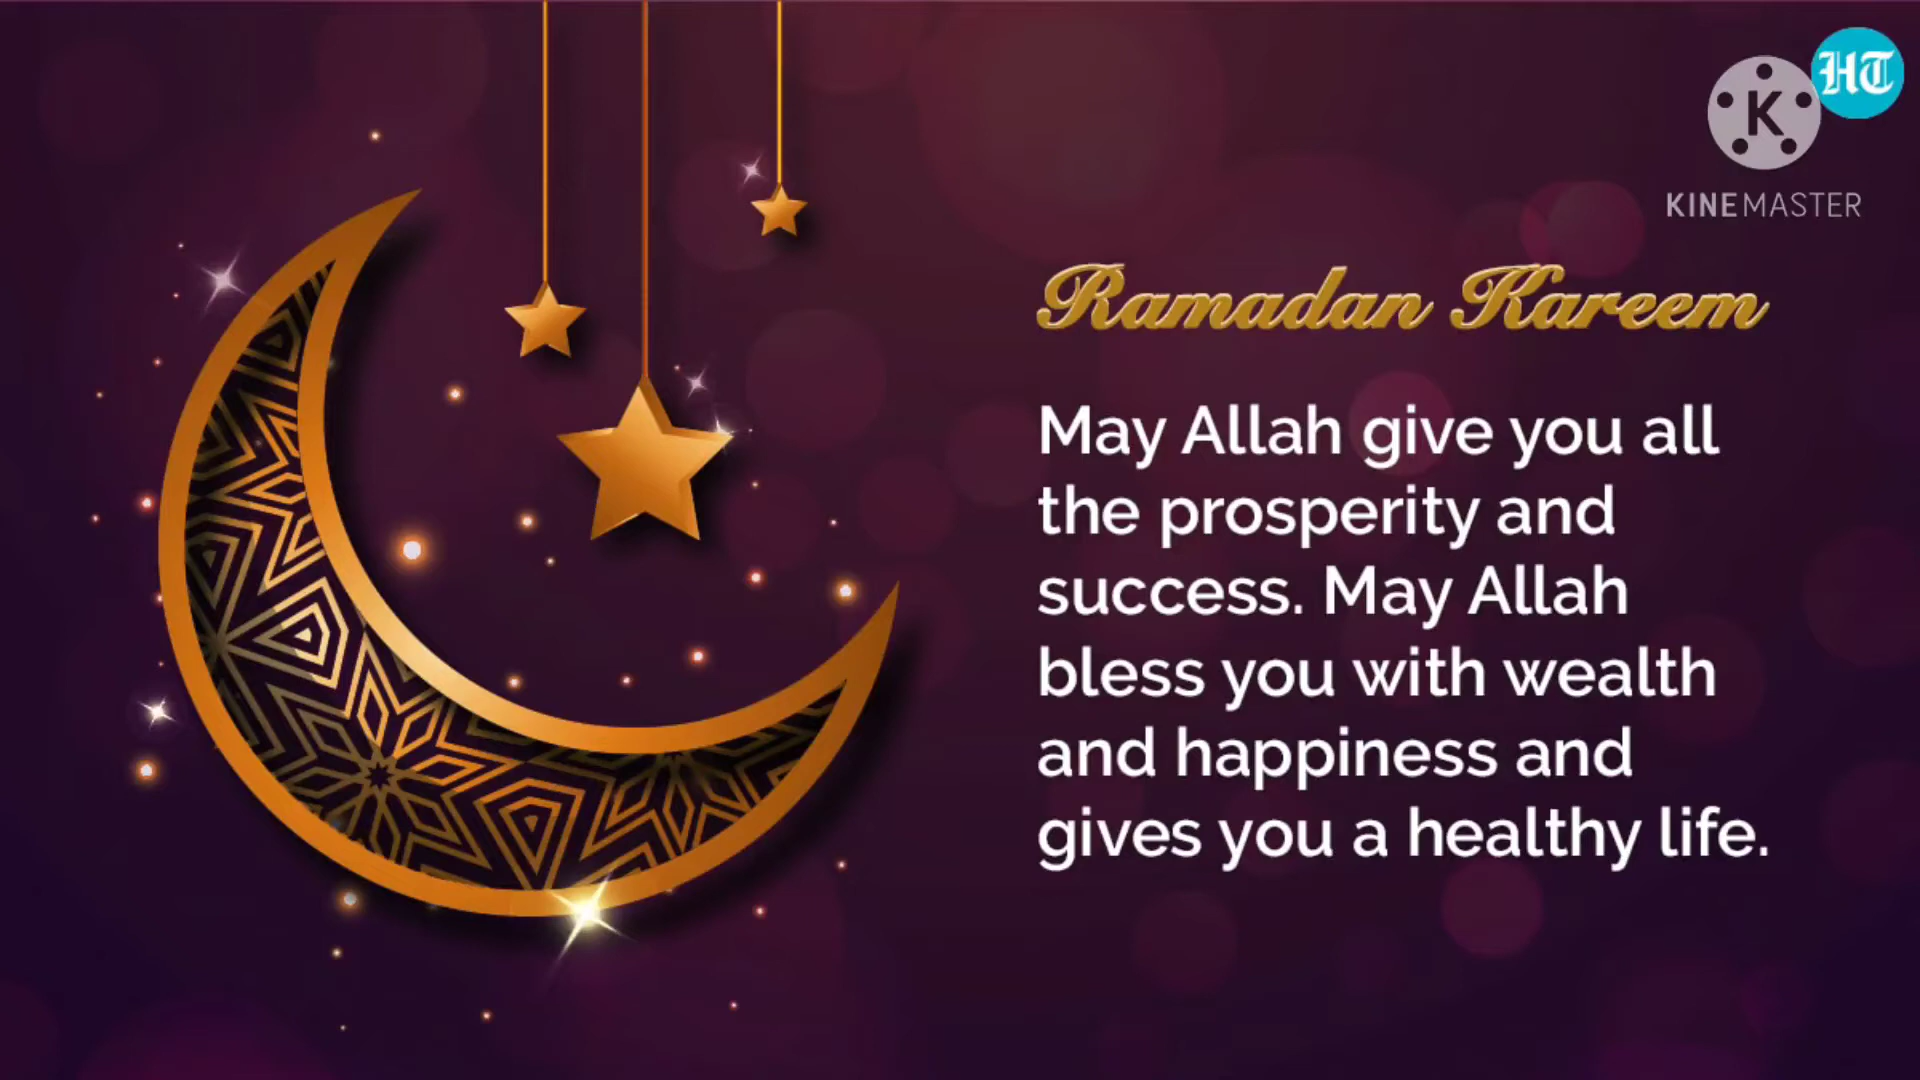 HT
K
KINEMASTER
Ramadan Kareem
May Allah give you all
the prosperity and
success. May Allah
bless you with wealth
and happiness and
gives you a healthy life.